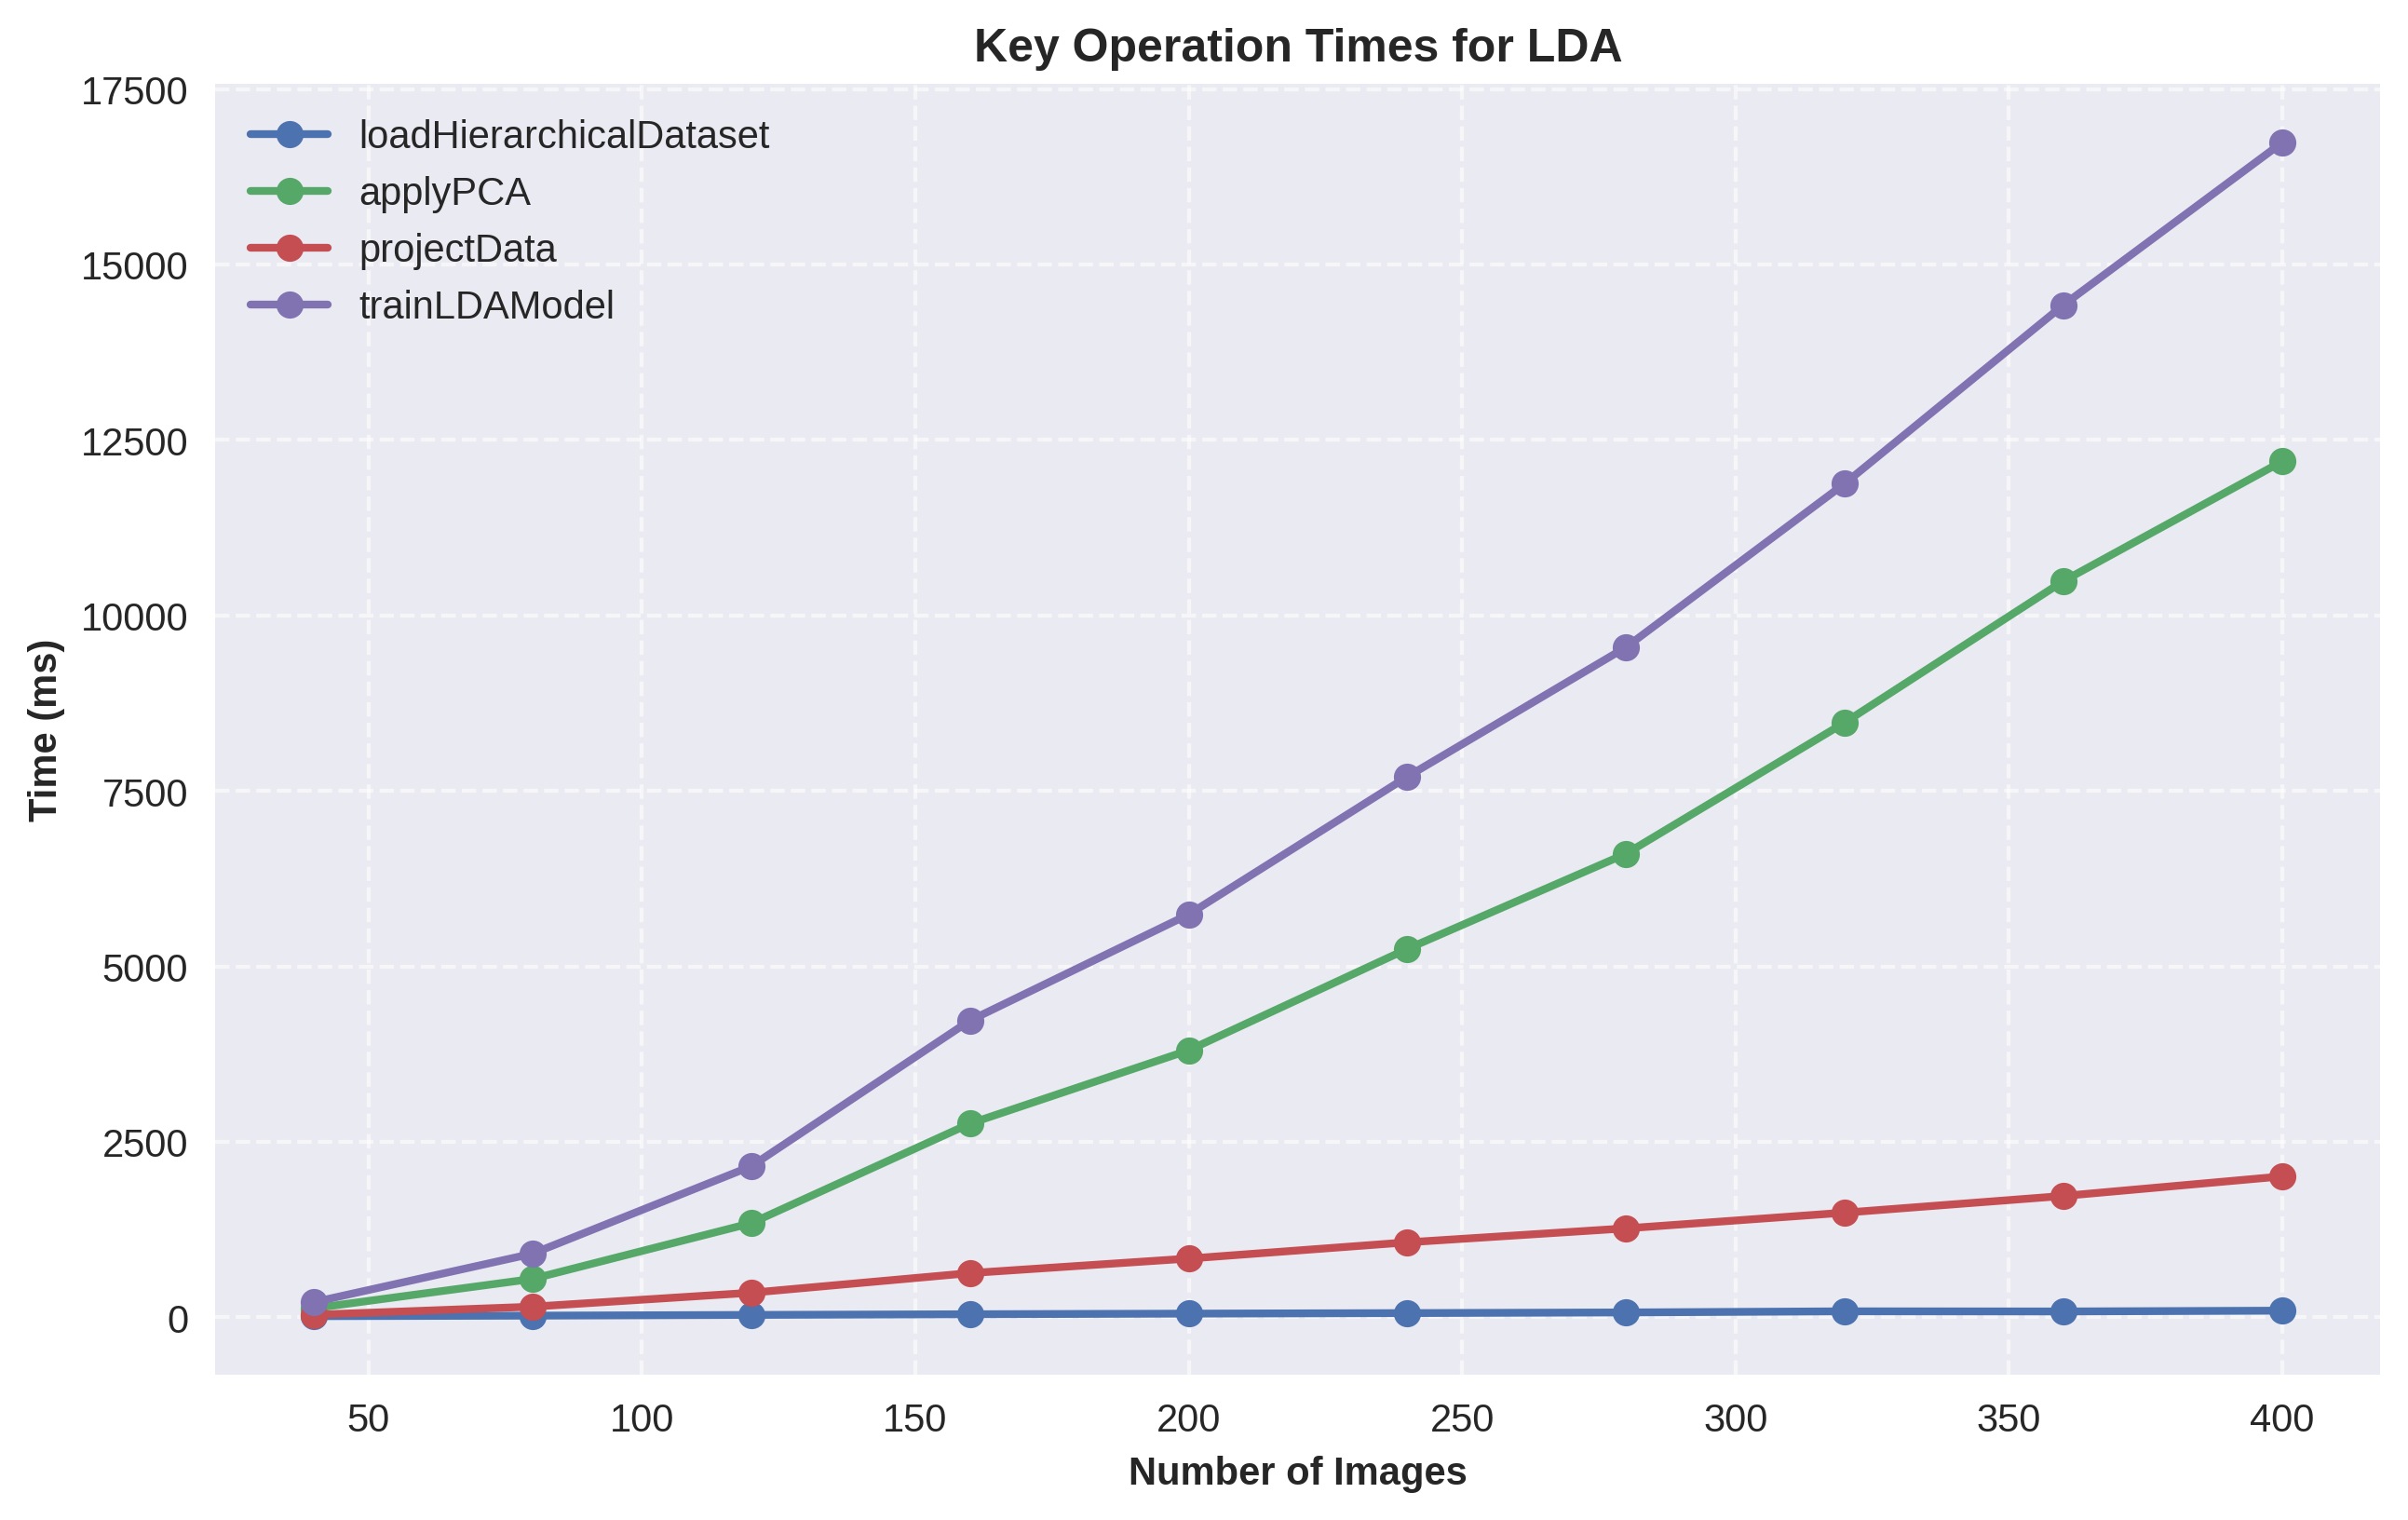 Key Operation Times for LDA
17500
15000
12500
10000
7500
5000
2500
0
Time (ms)
loadHierarchicalDataset
applyPCA
projectData
trainLDAModel
50 100 150 200 250 300 350 400
Number of Images